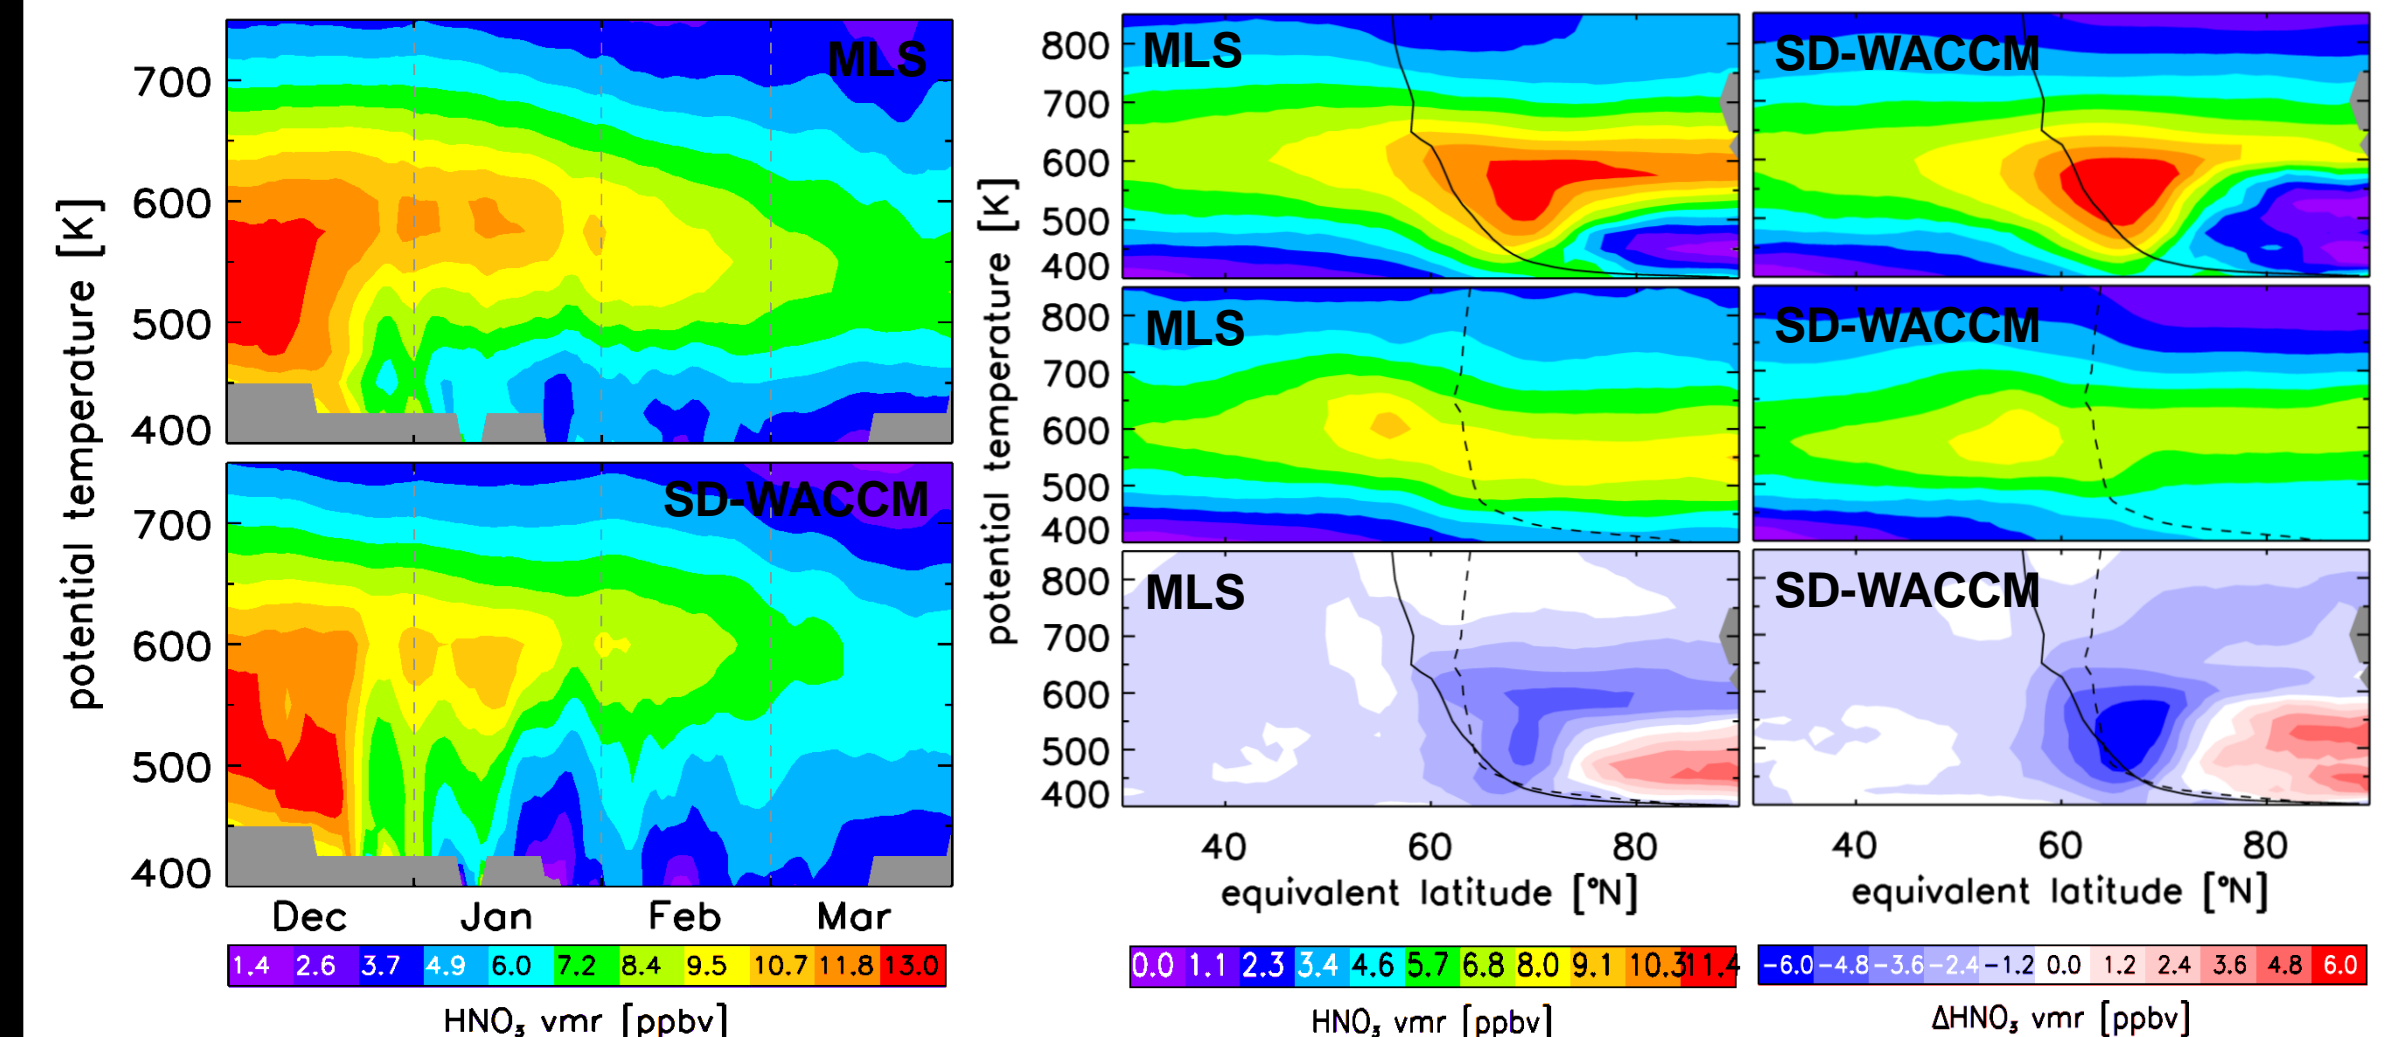 MLS
700
600
500
400
potential temperature [K]
SD-WACCM
700
600
500
400
Dec Jan Feb Mar
1.4 2.6 3.7 4.9 6.0 7.2 8.4 9.5 10.7 11.8 13.0
HNO₃ vmr [ppbv]
MLS
SD-WACCM
800
700
600
500
400
MLS
SD-WACCM
800
700
600
500
400
potential temperature [K]
MLS
SD-WACCM
800
700
600
500
400
40 60 80
40 60 80
equivalent latitude [°N]
equivalent latitude [°N]
0.0 1.1 2.3 3.4 4.6 5.7 6.8 8.0 9.1 10.3 11.4
HNO₃ vmr [ppbv]
−6.0 −4.8 −3.6 −2.4 −1.2 0.0 1.2 2.4 3.6 4.8 6.0
ΔHNO₃ vmr [ppbv]